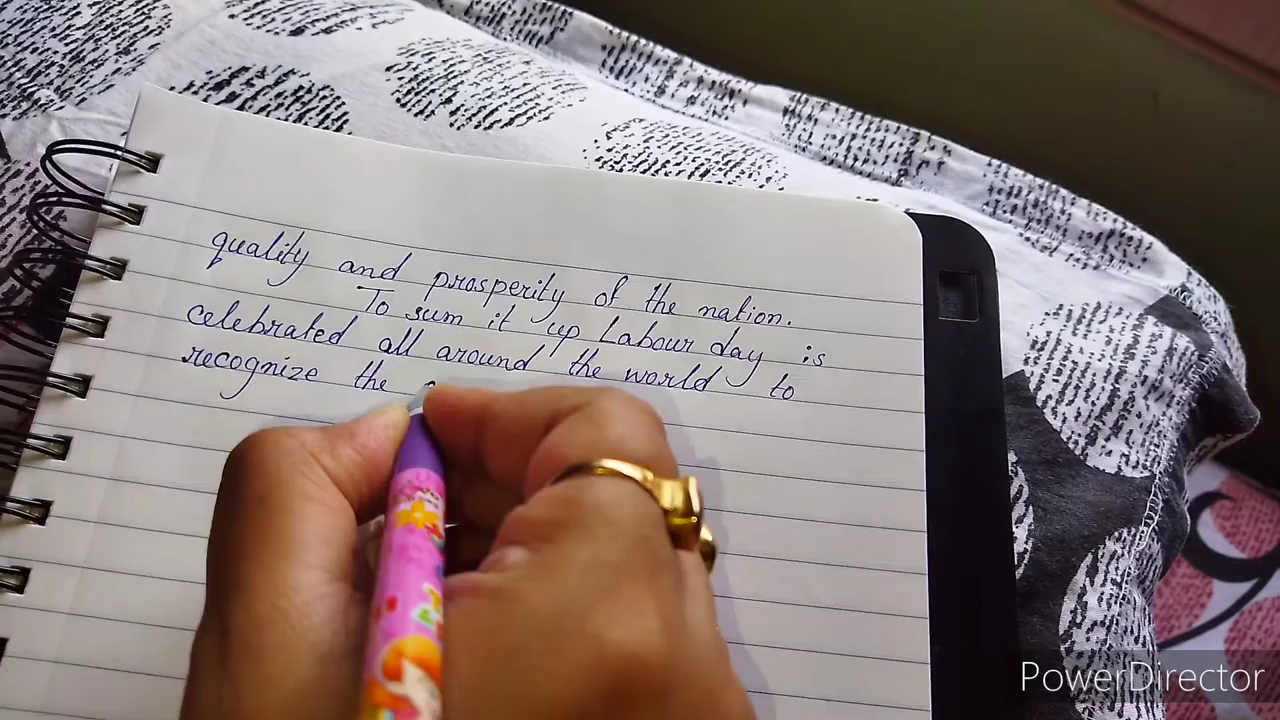 quality and prosperity of the nation.
To sum it up Labour day is
celebrated all around the world to
recognize the
PowerDirector